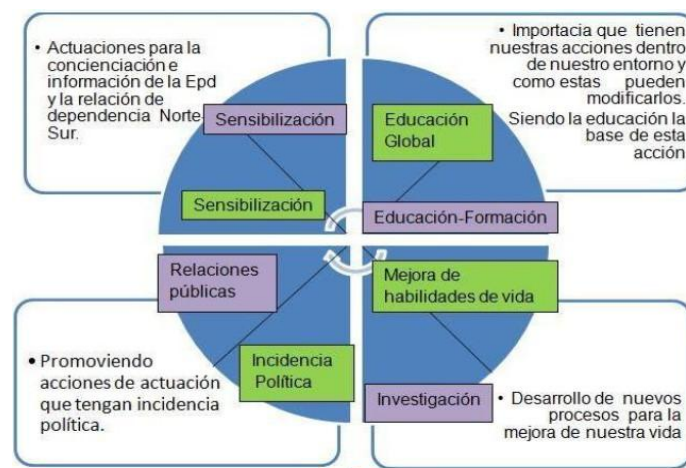 • Actuaciones para la
concienciación e
información de la Epd
y la relación de
dependencia Norte-
Sur.
• Importacia que tienen
nuestras acciones dentro
de nuestro entorno y
como estas pueden
modificarlos.
Siendo la educación la
base de esta
acción
Sensibilización
Sensibilización
Educación
Global
Educación-Formación
Relaciones
públicas
Incidencia
Política
Mejora de
habilidades de vida
Investigación
• Promoviendo
acciones de actuación
que tengan incidencia
política.
• Desarrollo de nuevos
procesos para la
mejora de nuestra vida